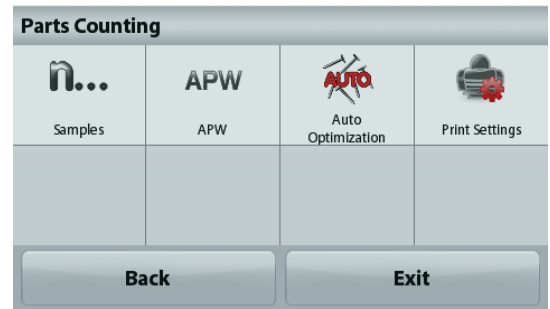 Parts Counting
n...
APW
AUTO
Samples
APW
Auto
Optimization
Print Settings
Back
Exit